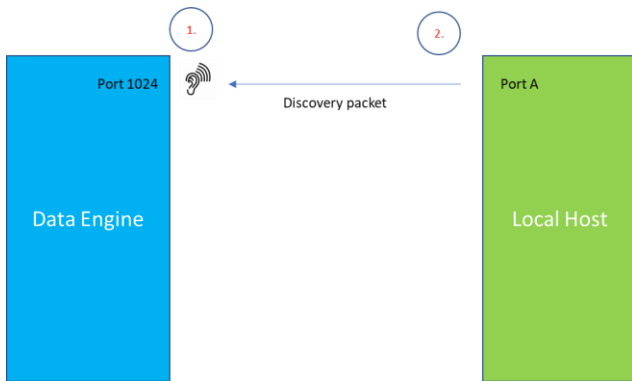 1.
2.
Port 1024
Port A
Discovery packet
Data Engine
Local Host